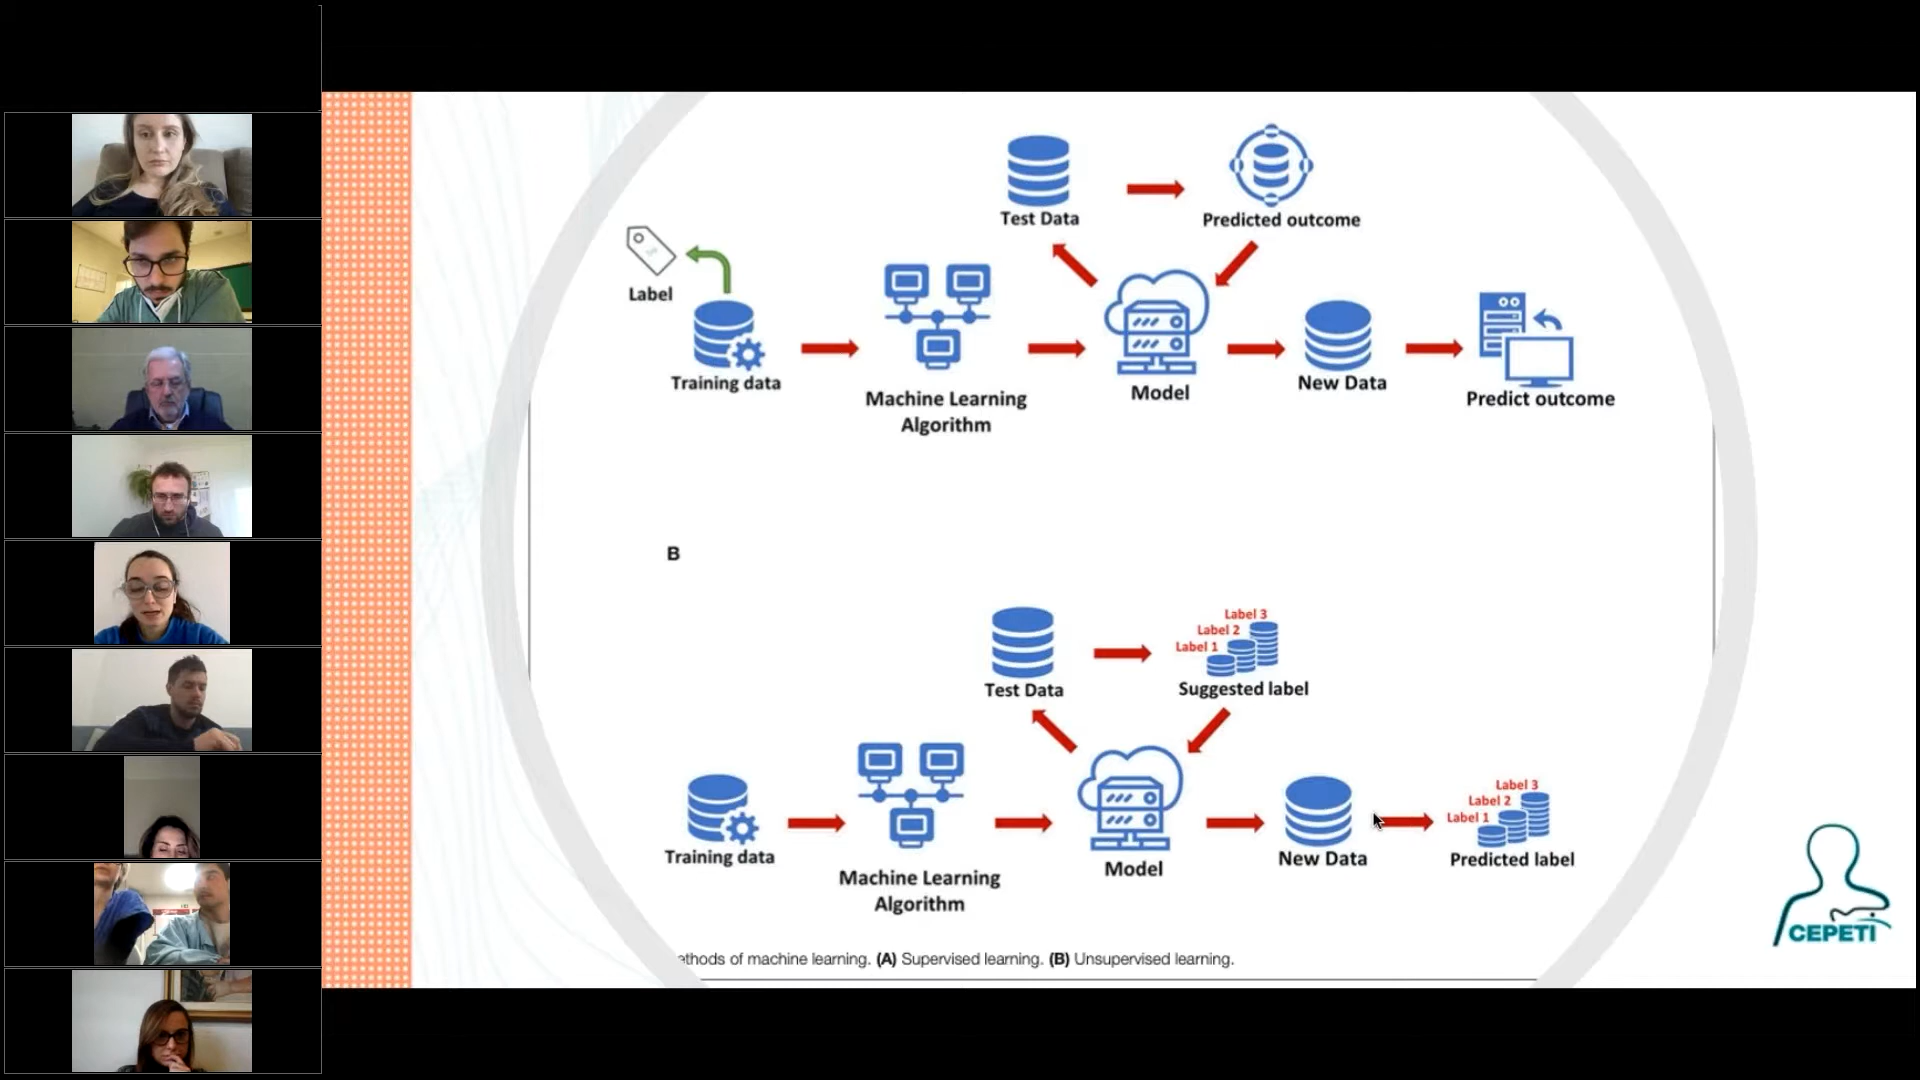 Test Data
Predicted outcome
Label
Training data
Machine Learning
Algorithm
Model
New Data
Predict outcome
B
Label 3
Label 2
Label 1
Test Data
Suggested label
Training data
Machine Learning
Algorithm
Model
New Data
Label 3
Label 2
Label 1
Predicted label
ethods of machine learning. (A) Supervised learning. (B) Unsupervised learning.
CEPETI